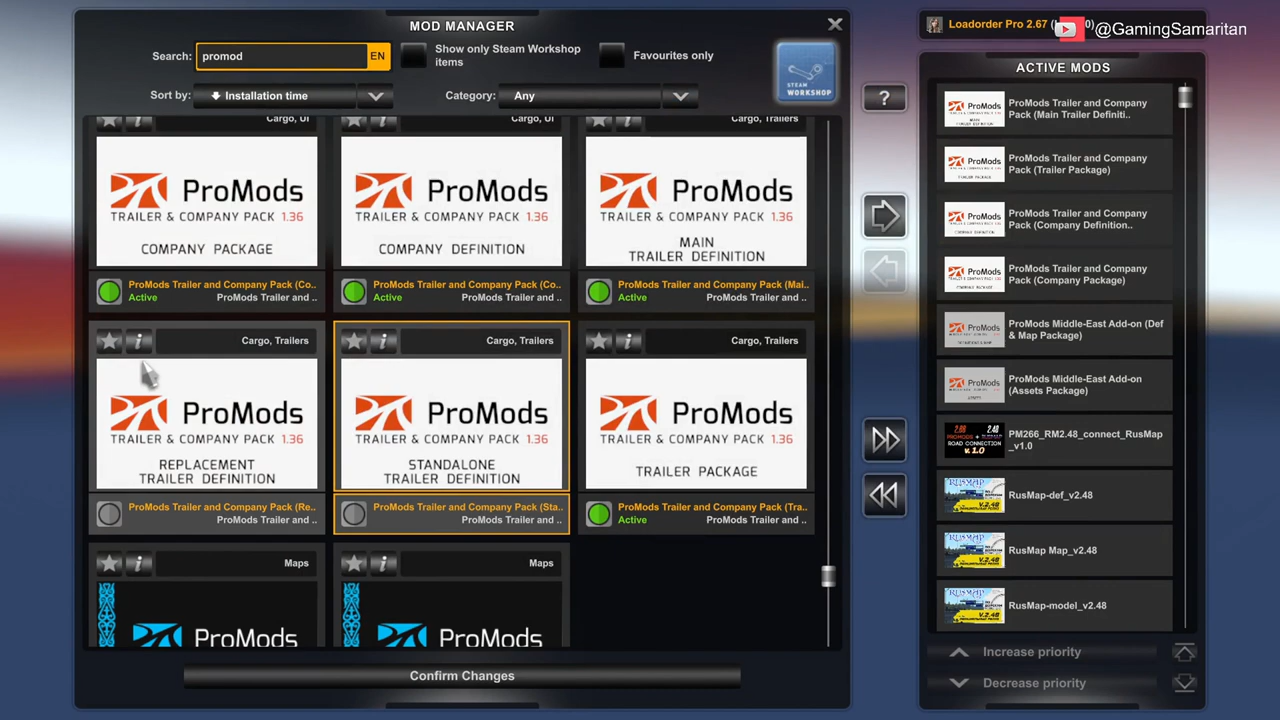 MOD MANAGER
Search: promod EN
Show only Steam Workshop
items
Favourites only
STEAM
WORKSHOP
Sort by: Installation time
Category: Any
Cargo, UI
Cargo, UI
Cargo, Trailers
ProMods
TRAILER & COMPANY PACK 1.36
COMPANY PACKAGE
ProMods
TRAILER & COMPANY PACK 1.36
COMPANY DEFINITION
ProMods
TRAILER & COMPANY PACK 1.36
MAIN
TRAILER DEFINITION
ProMods Trailer and Company Pack (Co..
Active ProMods Trailer and ..
ProMods Trailer and Company Pack (Co..
Active ProMods Trailer and ..
ProMods Trailer and Company Pack (Mai..
Active ProMods Trailer and ..
Cargo, Trailers
Cargo, Trailers
Cargo, Trailers
ProMods
TRAILER & COMPANY PACK 1.36
REPLACEMENT
TRAILER DEFINITION
ProMods
TRAILER & COMPANY PACK 1.36
STANDALONE
TRAILER DEFINITION
ProMods
TRAILER & COMPANY PACK 1.36
TRAILER PACKAGE
ProMods Trailer and Company Pack (Re..
ProMods Trailer and ..
ProMods Trailer and Company Pack (Sta..
ProMods Trailer and ..
ProMods Trailer and Company Pack (Tra..
Active ProMods Trailer and ..
Maps
Maps
ProMods
ProMods
Confirm Changes
Loadorder Pro 2.67
@GamingSamaritan
ACTIVE MODS
ProMods Trailer and Company
Pack (Main Trailer Definiti..
ProMods Trailer and Company
Pack (Trailer Package)
ProMods Trailer and Company
Pack (Company Definition..
ProMods Trailer and Company
Pack (Company Package)
ProMods Middle-East Add-on (Def
& Map Package)
ProMods Middle-East Add-on
(Assets Package)
PM266_RM2.48_connect_RusMap
_v1.0
RusMap-def_v2.48
RusMap Map_v2.48
RusMap-model_v2.48
Increase priority
Decrease priority